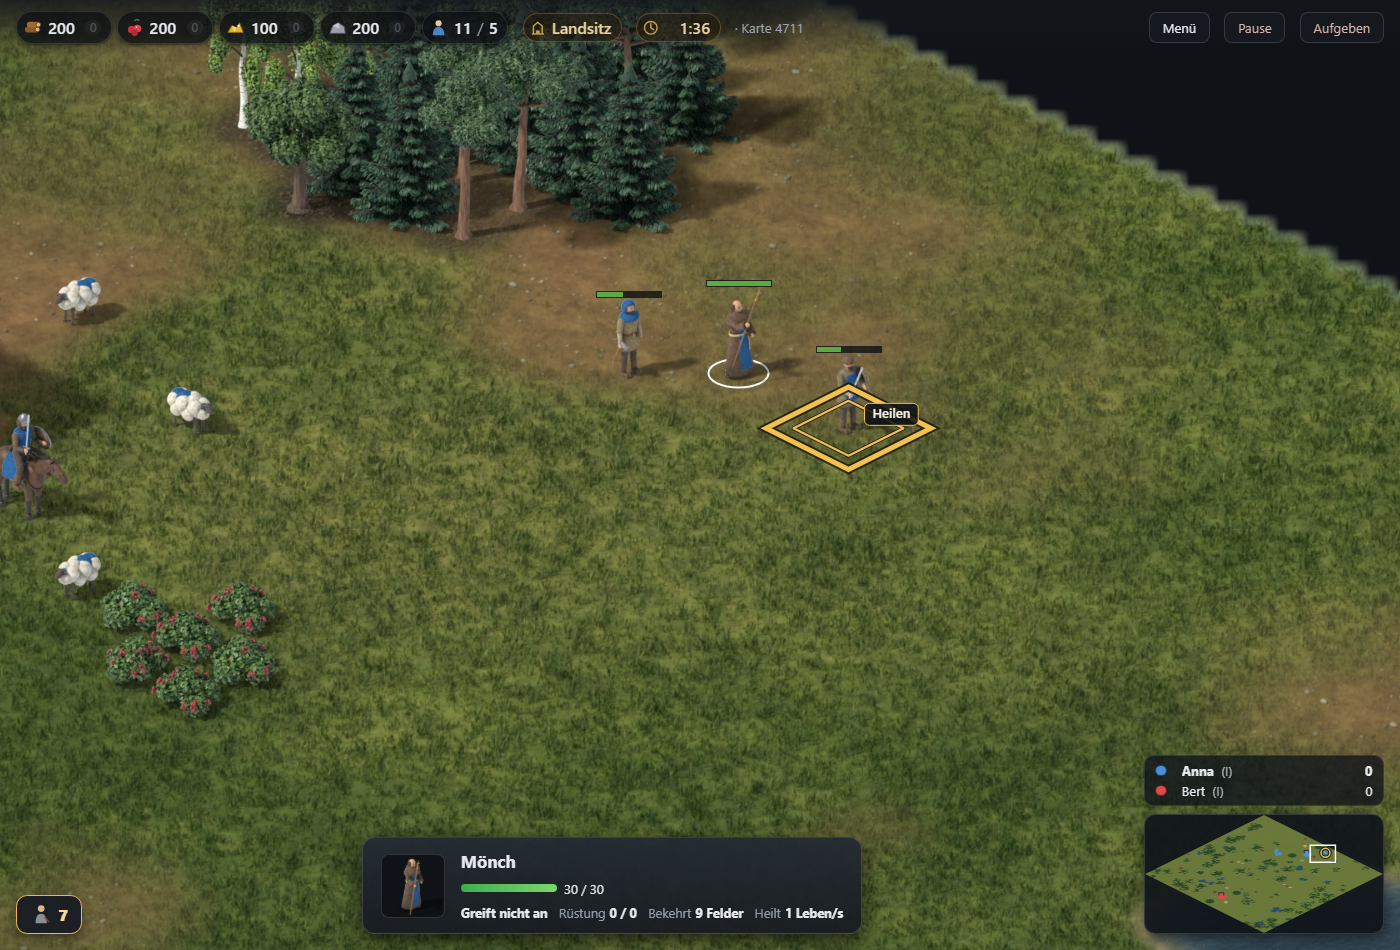 200 0 200 0 100 0 200 0 11 / 5 Landsitz 1:36 · Karte 4711 Menü Pause Aufgeben
Heilen
Anna (I) 0
Bert (I) 0
Mönch
30 / 30
Greift nicht an Rüstung 0 / 0 Bekehrt 9 Felder Heilt 1 Leben/s
7